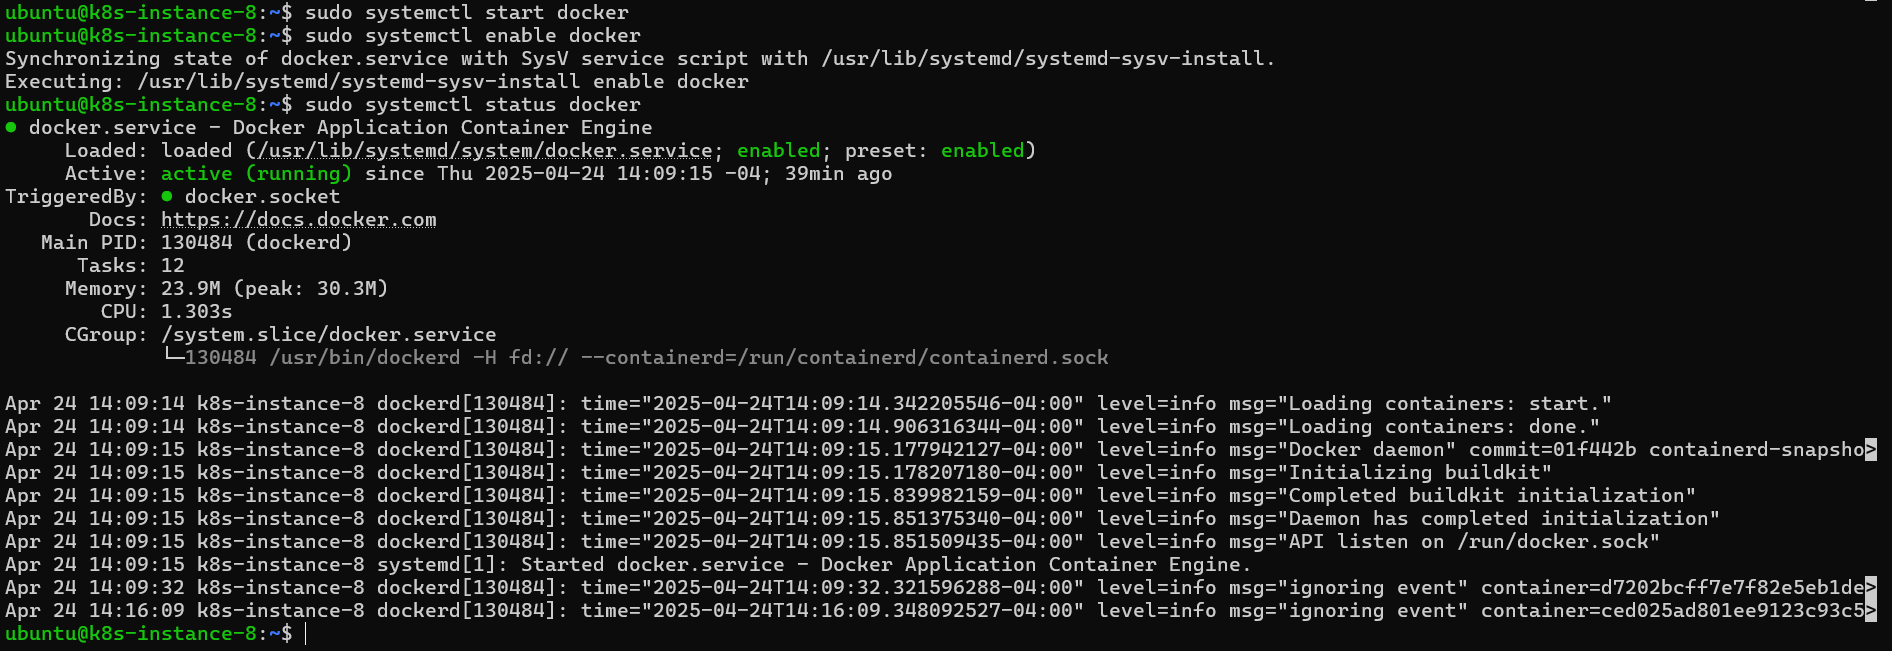 ubuntu@k8s-instance-8:~$ sudo systemctl start docker
ubuntu@k8s-instance-8:~$ sudo systemctl enable docker
Synchronizing state of docker.service with SysV service script with /usr/lib/systemd/systemd-sysv-install.
Executing: /usr/lib/systemd/systemd-sysv-install enable docker
ubuntu@k8s-instance-8:~$ sudo systemctl status docker
● docker.service - Docker Application Container Engine
     Loaded: loaded (/usr/lib/systemd/system/docker.service; enabled; preset: enabled)
     Active: active (running) since Thu 2025-04-24 14:09:15 -04; 39min ago
TriggeredBy: ● docker.socket
       Docs: https://docs.docker.com
   Main PID: 130484 (dockerd)
      Tasks: 12
     Memory: 23.9M (peak: 30.3M)
        CPU: 1.303s
     CGroup: /system.slice/docker.service
             └─130484 /usr/bin/dockerd -H fd:// --containerd=/run/containerd/containerd.sock
Apr 24 14:09:14 k8s-instance-8 dockerd[130484]: time="2025-04-24T14:09:14.342205546-04:00" level=info msg="Loading containers: start."
Apr 24 14:09:14 k8s-instance-8 dockerd[130484]: time="2025-04-24T14:09:14.906316344-04:00" level=info msg="Loading containers: done."
Apr 24 14:09:15 k8s-instance-8 dockerd[130484]: time="2025-04-24T14:09:15.177942127-04:00" level=info msg="Docker daemon" commit=01f442b containerd-snapsho>
Apr 24 14:09:15 k8s-instance-8 dockerd[130484]: time="2025-04-24T14:09:15.178207180-04:00" level=info msg="Initializing buildkit"
Apr 24 14:09:15 k8s-instance-8 dockerd[130484]: time="2025-04-24T14:09:15.839982159-04:00" level=info msg="Completed buildkit initialization"
Apr 24 14:09:15 k8s-instance-8 dockerd[130484]: time="2025-04-24T14:09:15.851375340-04:00" level=info msg="Daemon has completed initialization"
Apr 24 14:09:15 k8s-instance-8 dockerd[130484]: time="2025-04-24T14:09:15.851509435-04:00" level=info msg="API listen on /run/docker.sock"
Apr 24 14:09:15 k8s-instance-8 systemd[1]: Started docker.service - Docker Application Container Engine.
Apr 24 14:09:32 k8s-instance-8 dockerd[130484]: time="2025-04-24T14:09:32.321596288-04:00" level=info msg="ignoring event" container=d7202bcff7e7f82e5eb1de>
Apr 24 14:16:09 k8s-instance-8 dockerd[130484]: time="2025-04-24T14:16:09.348092527-04:00" level=info msg="ignoring event" container=ced025ad801ee9123c93c5>
ubuntu@k8s-instance-8:~$